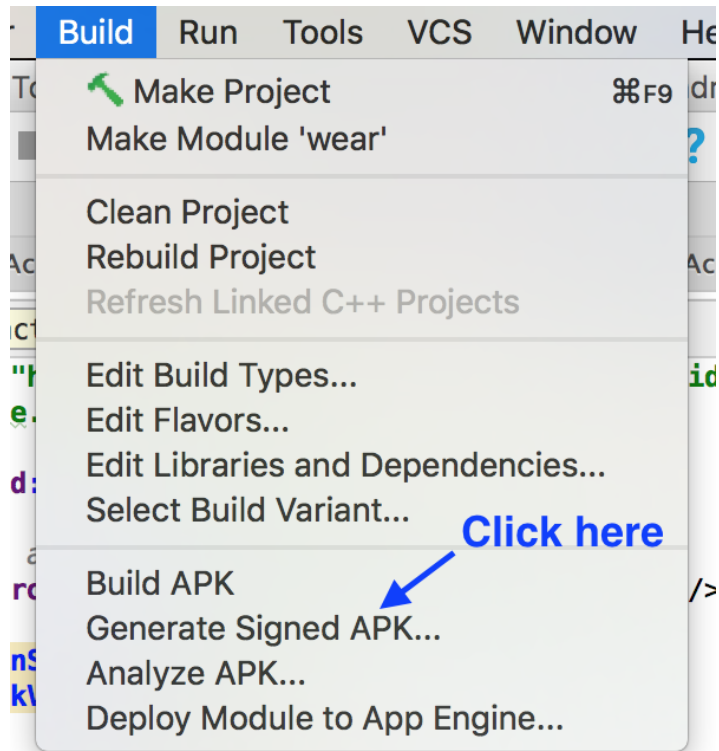 Build Run Tools VCS Window He
Make Project ⌘F9
Make Module 'wear'
Clean Project
Rebuild Project
Refresh Linked C++ Projects
Edit Build Types...
Edit Flavors...
Edit Libraries and Dependencies...
Select Build Variant...
Click here
Build APK
Generate Signed APK...
Analyze APK...
Deploy Module to App Engine...